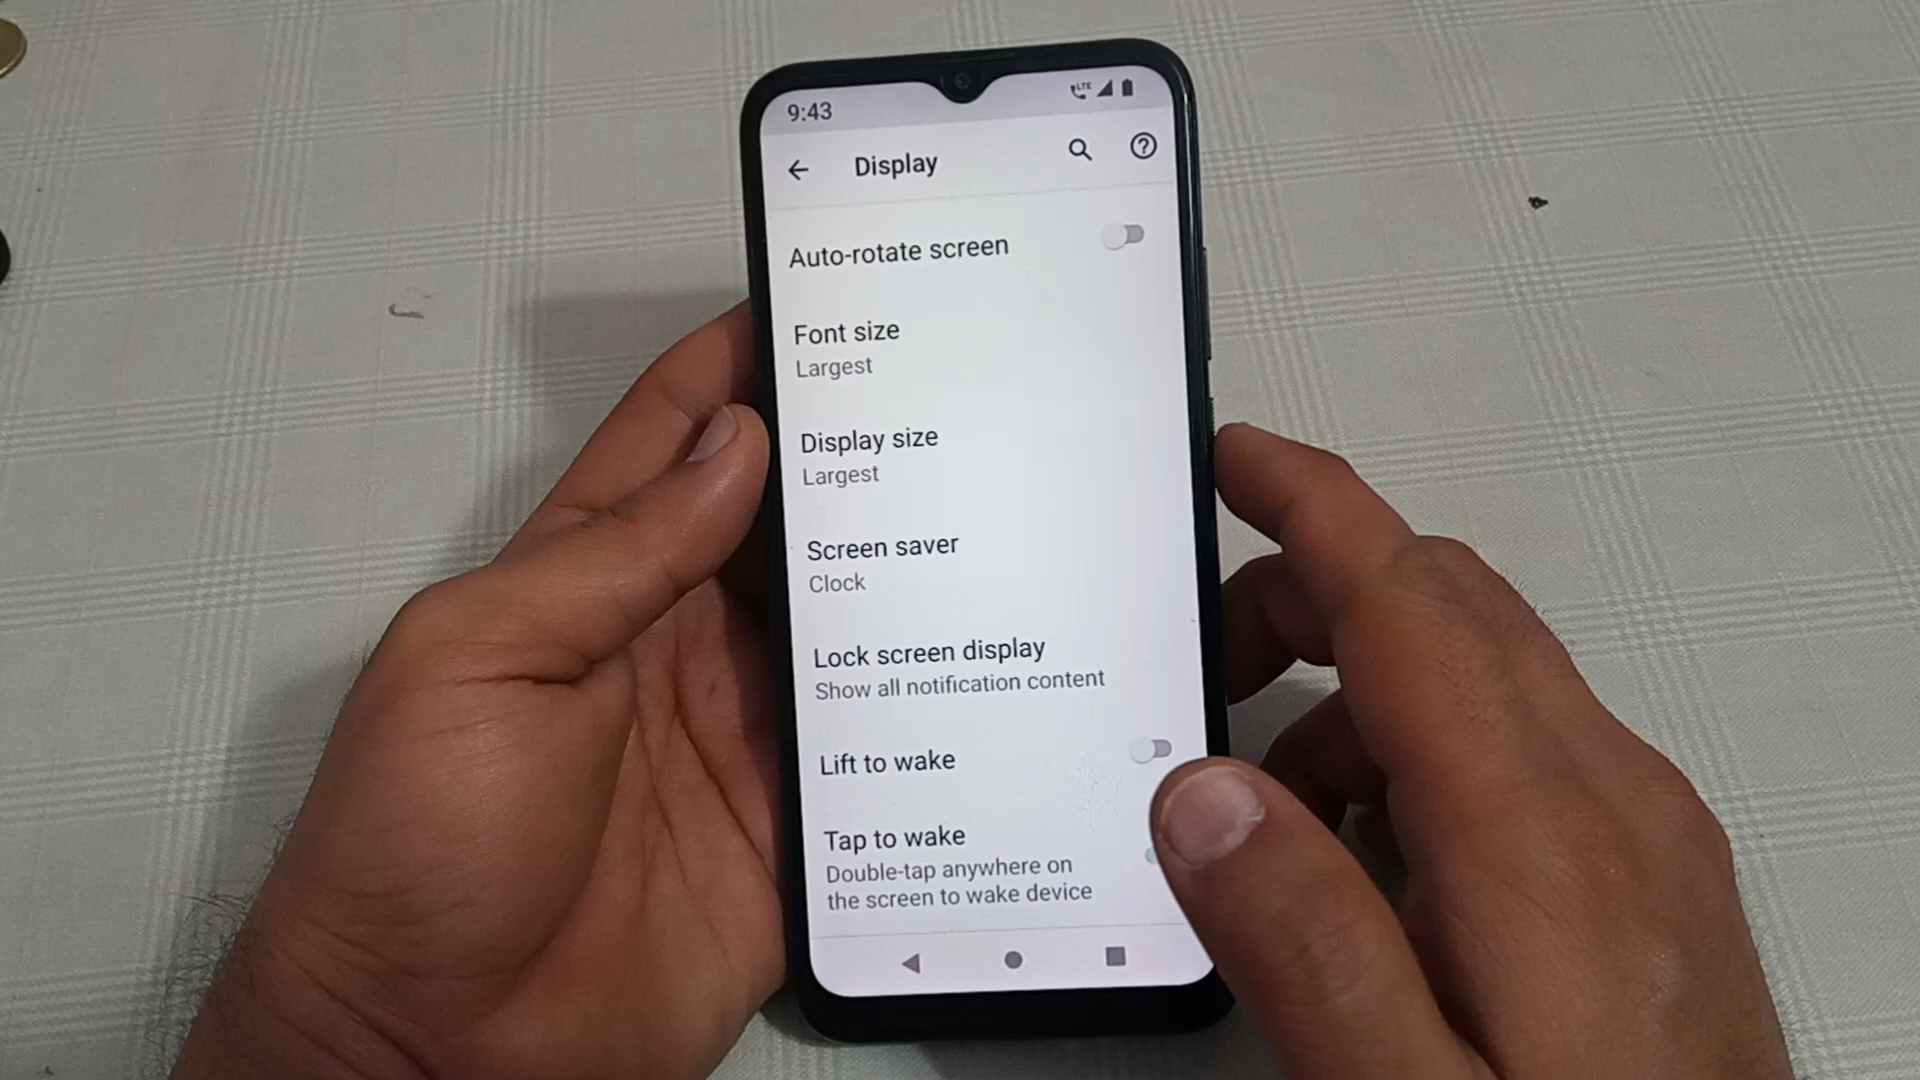 9:43
LTE
Display
Auto-rotate screen
Font size
Largest
Display size
Largest
Screen saver
Clock
Lock screen display
Show all notification content
Lift to wake
Tap to wake
Double-tap anywhere on
the screen to wake device